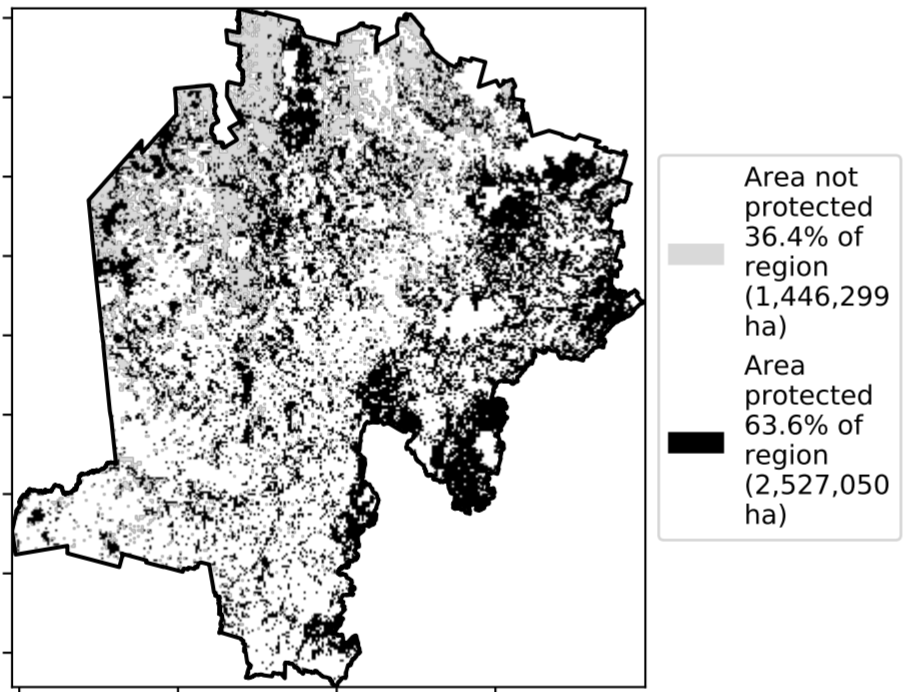 Area not
protected
36.4% of
region
(1,446,299
ha)
Area
protected
63.6% of
region
(2,527,050
ha)